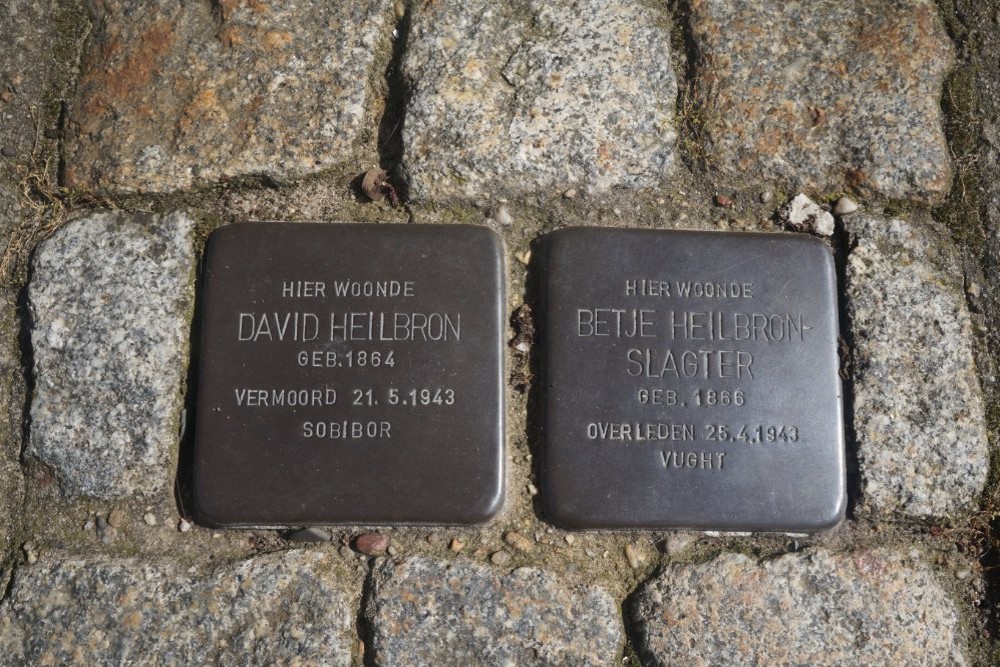 HIER WOONDE
DAVID HEILBRON
GEB.1864
VERMOORD 21.5.1943
SOBIBOR
HIER WOONDE
BETJE HEILBRON-
SLAGTER
GEB. 1866
OVERLEDEN 25.4.1943
VUGHT